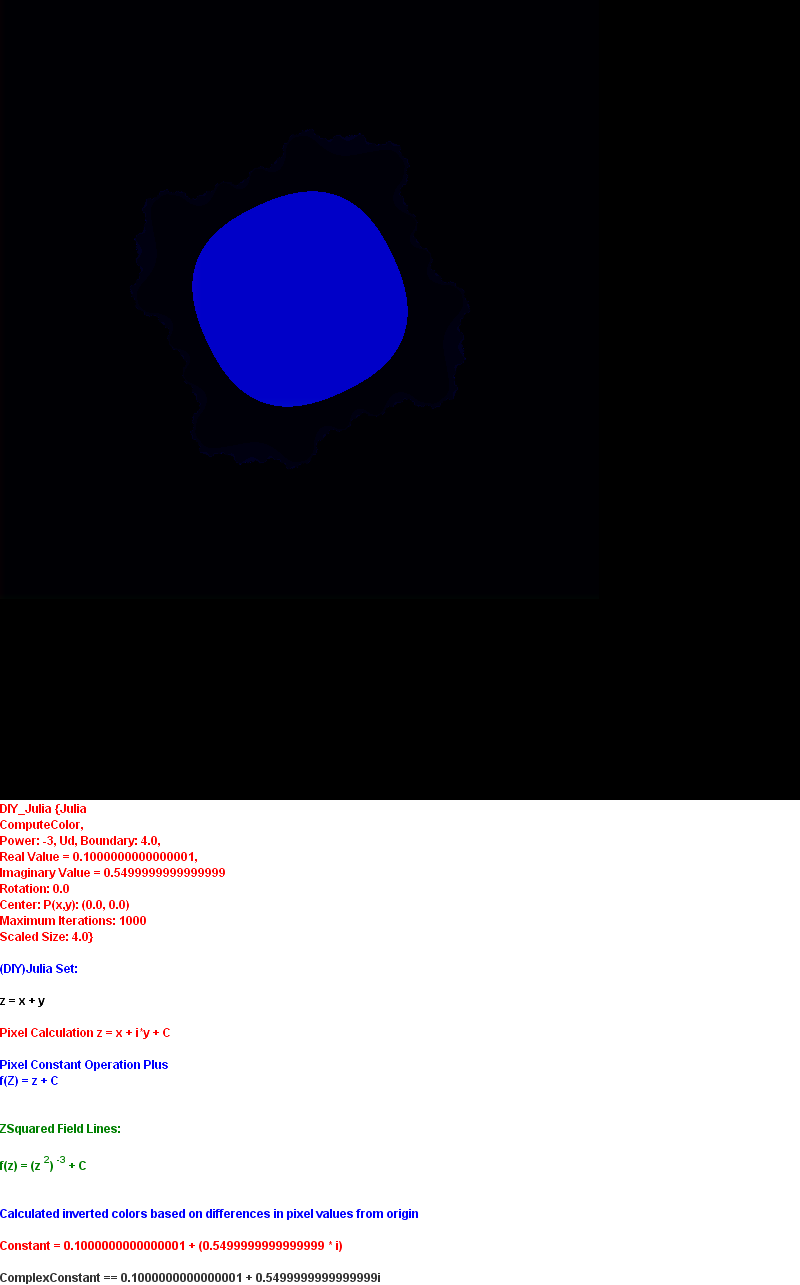 DIY_Julia {Julia
ComputeColor,
Power: -3, Ud, Boundary: 4.0,
Real Value = 0.1000000000000001,
Imaginary Value = 0.5499999999999999
Rotation: 0.0
Center: P(x,y): (0.0, 0.0)
Maximum Iterations: 1000
Scaled Size: 4.0}
(DIY)Julia Set:
z = x + y
Pixel Calculation z = x + i*y + C
Pixel Constant Operation Plus
f(Z) = z + C
ZSquared Field Lines:
f(z) = (z ²) ⁻³ + C
Calculated inverted colors based on differences in pixel values from origin
Constant = 0.1000000000000001 + (0.5499999999999999 * i)
ComplexConstant == 0.1000000000000001 + 0.5499999999999999i